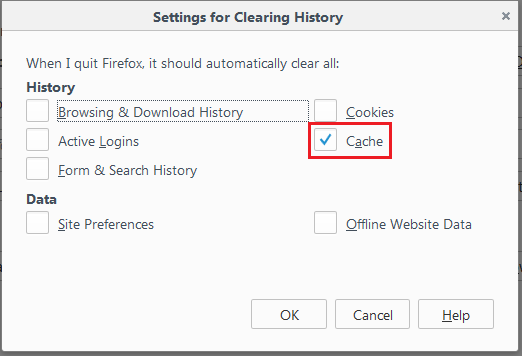 Settings for Clearing History
When I quit Firefox, it should automatically clear all:
History
Browsing & Download History Cookies
Active Logins Cache
Form & Search History
Data
Site Preferences Offline Website Data
OK Cancel Help